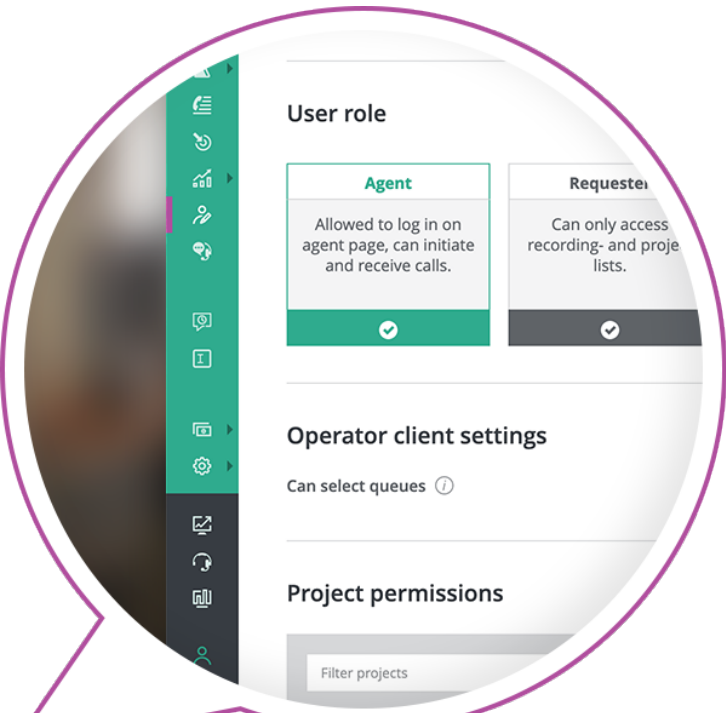 User role
Agent
Allowed to log in on
agent page, can initiate
and receive calls.
Requester
Can only access
recording- and proje
lists.
Operator client settings
Can select queues
Project permissions
Filter projects